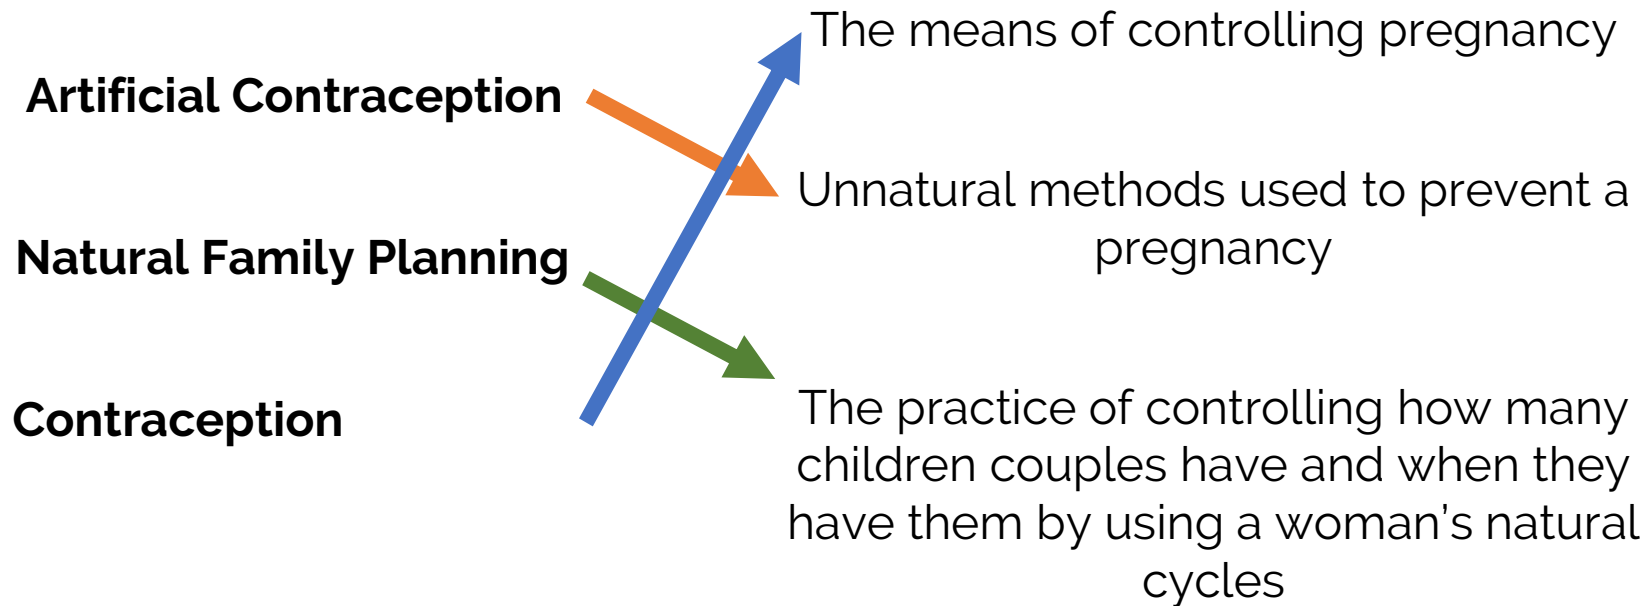 The means of controlling pregnancy
Artificial Contraception
Unnatural methods used to prevent a
pregnancy
Natural Family Planning
The practice of controlling how many
Contraception
children couples have and when they
have them by using a woman’s natural
cycles